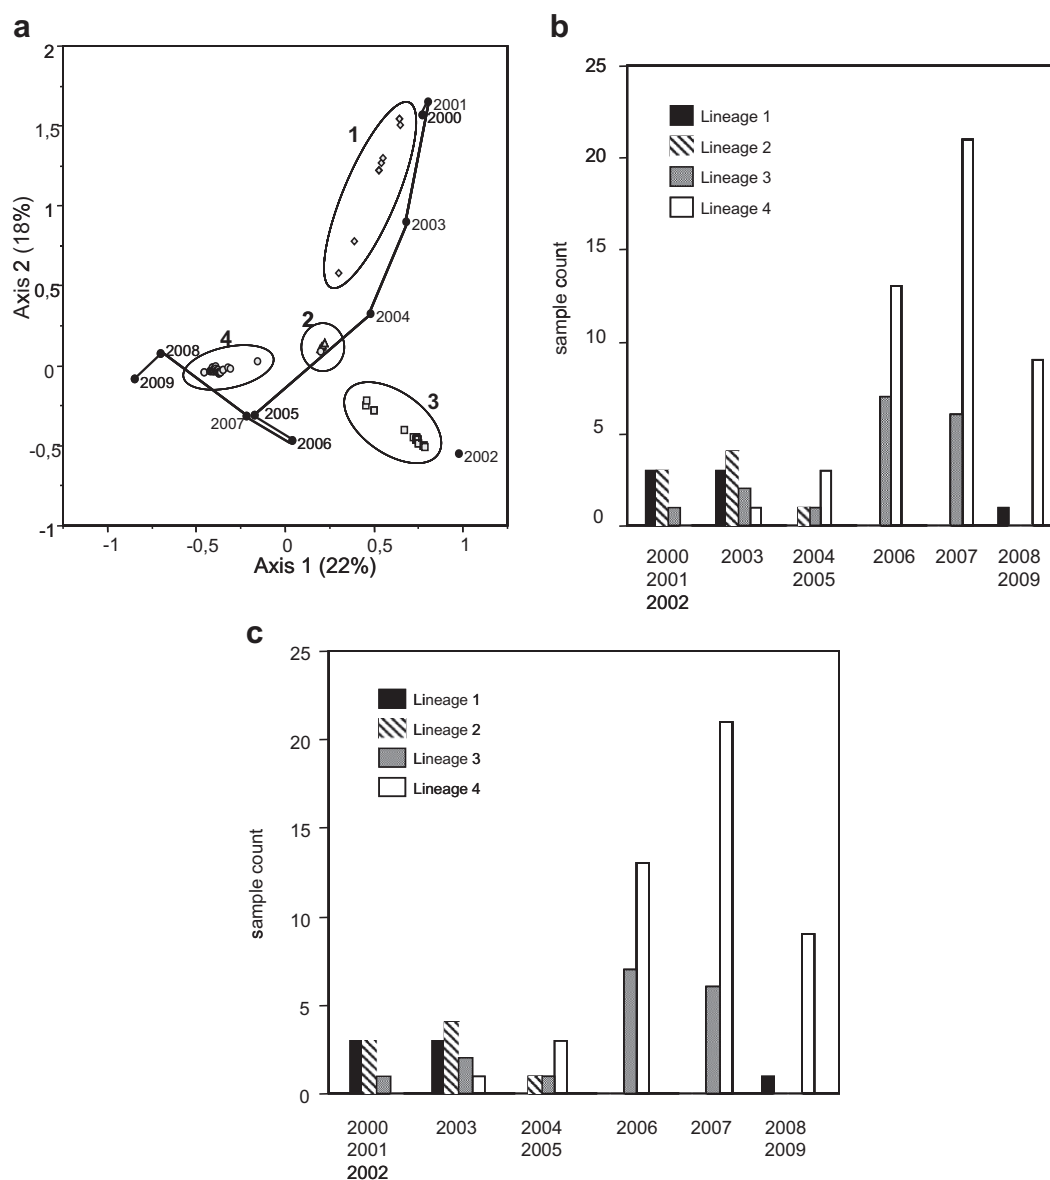 a
2
1,5
1
0,5
0
-0,5
-1
Axis 2 (18%)
-1
-0,5
0
0,5
1
Axis 1 (22%)
1
2
3
4
2001
2000
2003
2004
2008
2009
2007
2005
2006
2002
b
25
20
15
10
5
0
sample count
Lineage 1
Lineage 2
Lineage 3
Lineage 4
2000 2003 2004 2006 2007 2008
2001 2005 2009
2002
c
25
20
15
10
5
0
sample count
Lineage 1
Lineage 2
Lineage 3
Lineage 4
2000 2003 2004 2006 2007 2008
2001 2005 2009
2002